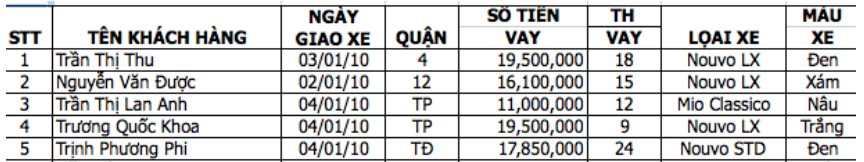 STT TÊN KHÁCH HÀNG NGÀY GIAO XE QUẬN SỐ TIỀN VAY TH VAY LOẠI XE MÀU XE
1 Trần Thị Thu 03/01/10 4 19,500,000 18 Nouvo LX Đen
2 Nguyễn Văn Được 02/01/10 12 16,100,000 15 Nouvo LX Xám
3 Trần Thị Lan Anh 04/01/10 TP 11,000,000 12 Mio Classico Nâu
4 Trương Quốc Khoa 04/01/10 TP 19,500,000 9 Nouvo LX Trắng
5 Trịnh Phương Phi 04/01/10 TĐ 17,850,000 24 Nouvo STD Đen